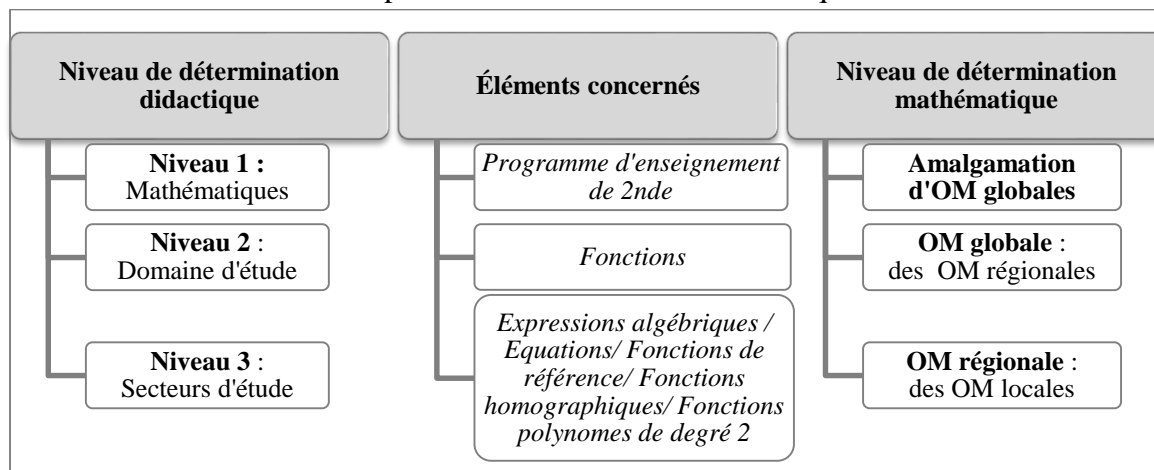 Niveau de détermination
didactique
Niveau 1 :
Mathématiques
Niveau 2 :
Domaine d'étude
Niveau 3 :
Secteurs d'étude
Éléments concernés
Programme d'enseignement
de 2nde
Fonctions
Expressions algébriques /
Equations/ Fonctions de
référence/ Fonctions
homographiques/ Fonctions
polynomes de degré 2
Niveau de détermination
mathématique
Amalgamation
d'OM globales
OM globale :
des OM régionales
OM régionale :
des OM locales